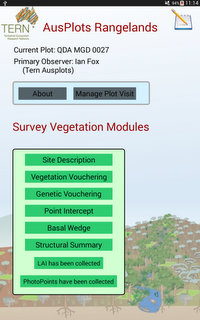 94% 11:14
TERN
AusPlots Rangelands
Current Plot: QDA MGD 0027
Primary Observer: Ian Fox
(Tern Ausplots)
About
Manage Plot Visit
Survey Vegetation Modules
Site Description
Vegetation Vouchering
Genetic Vouchering
Point Intercept
Basal Wedge
Structural Summary
LAI has been collected
PhotoPoints have been collected